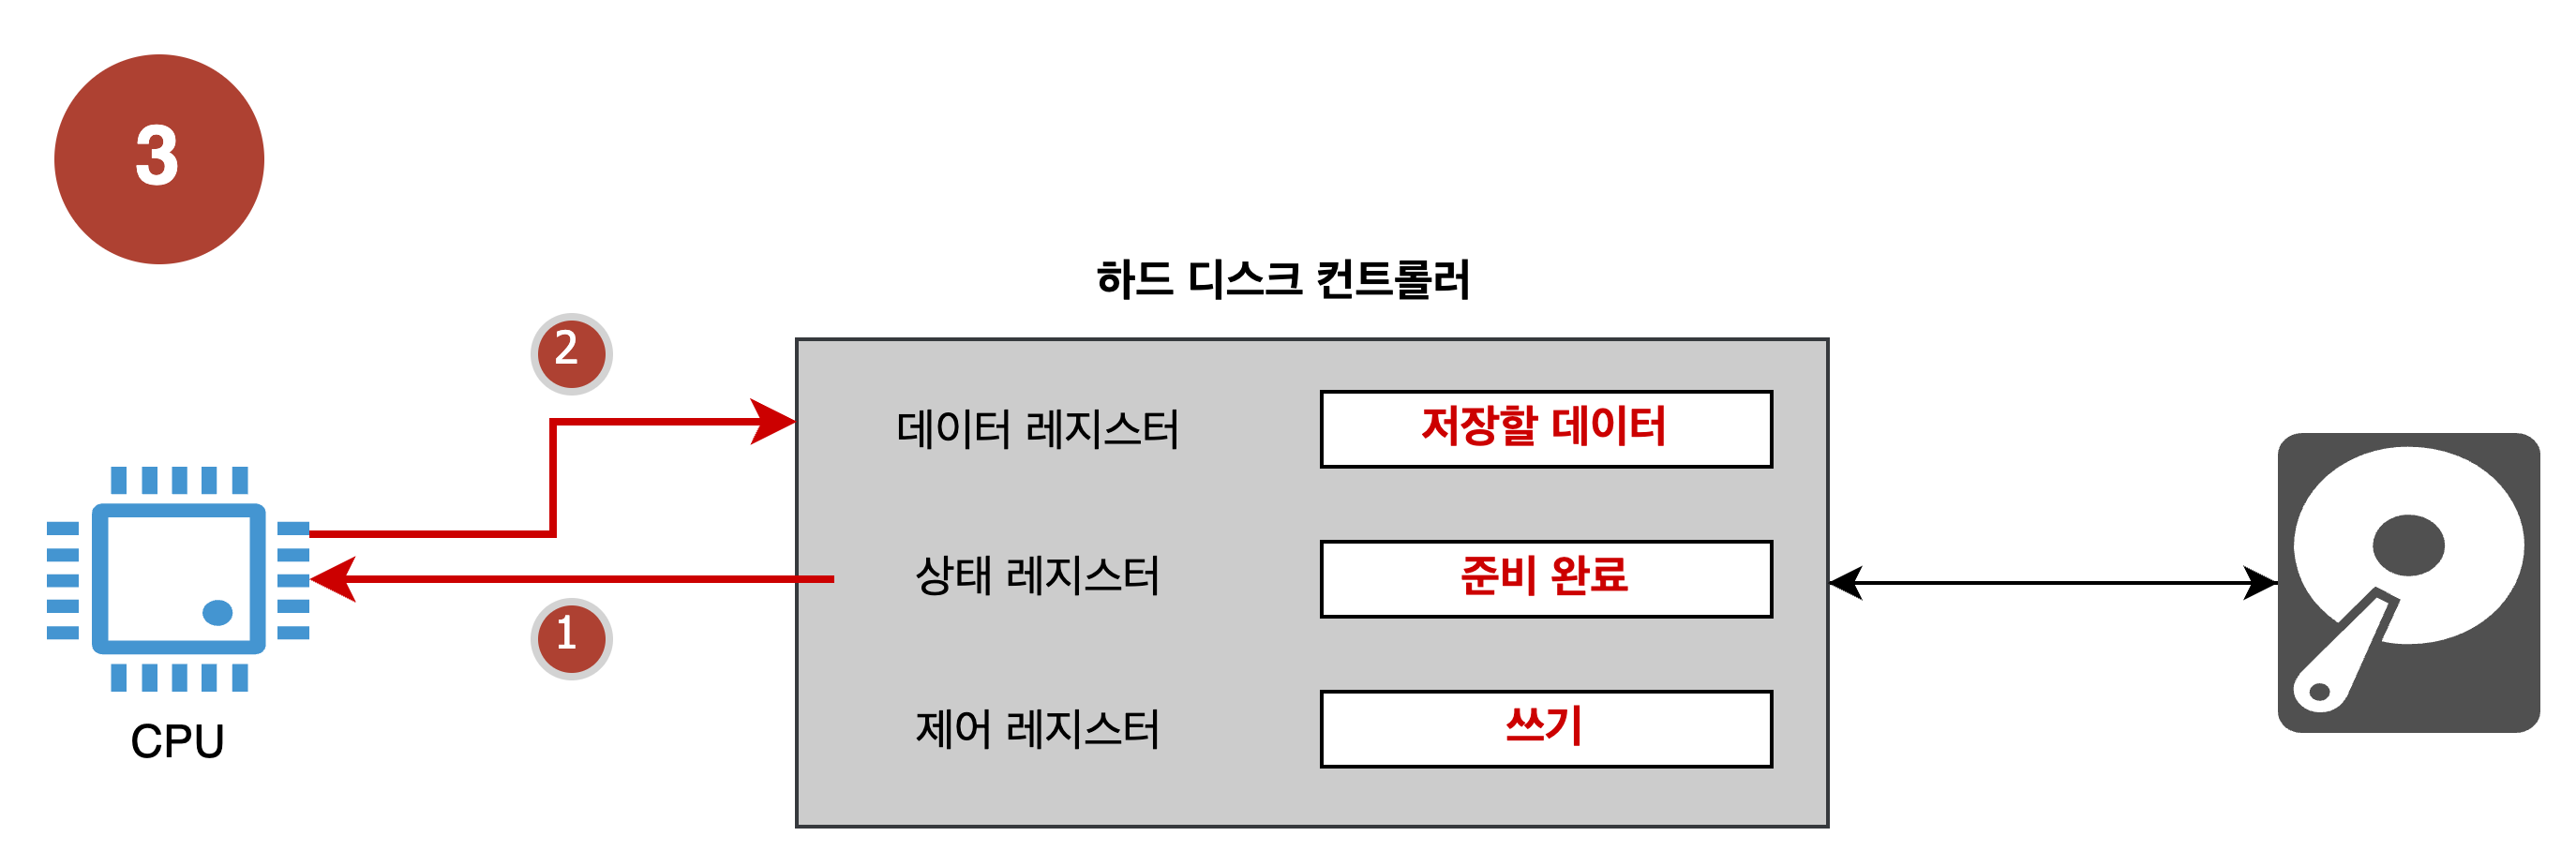 3
하드 디스크 컨트롤러
2
데이터 레지스터 저장할 데이터
상태 레지스터 준비 완료
1
제어 레지스터 쓰기
CPU